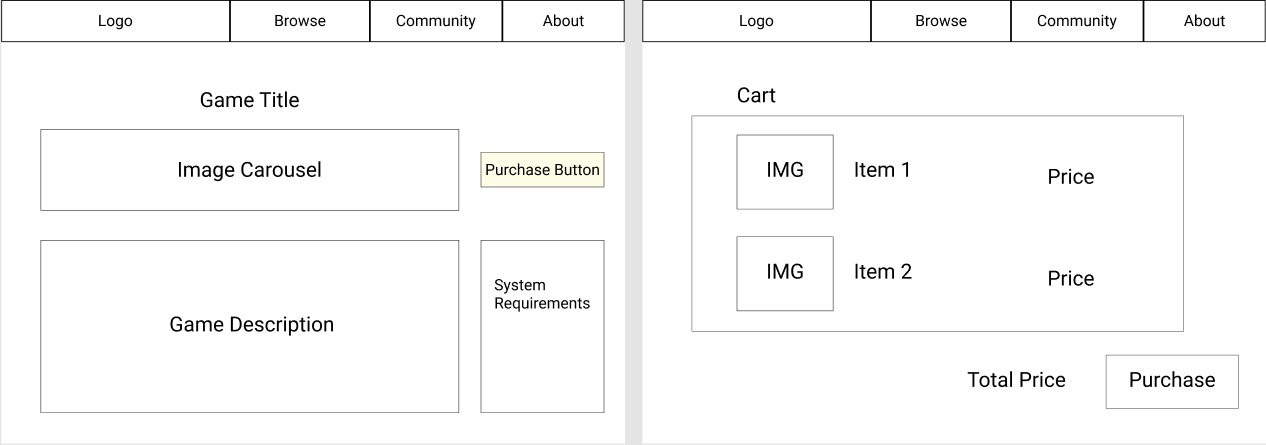 Logo Browse Community About
Game Title
Image Carousel
Purchase Button
Game Description
System
Requirements
Logo Browse Community About
Cart
IMG Item 1 Price
IMG Item 2 Price
Total Price Purchase